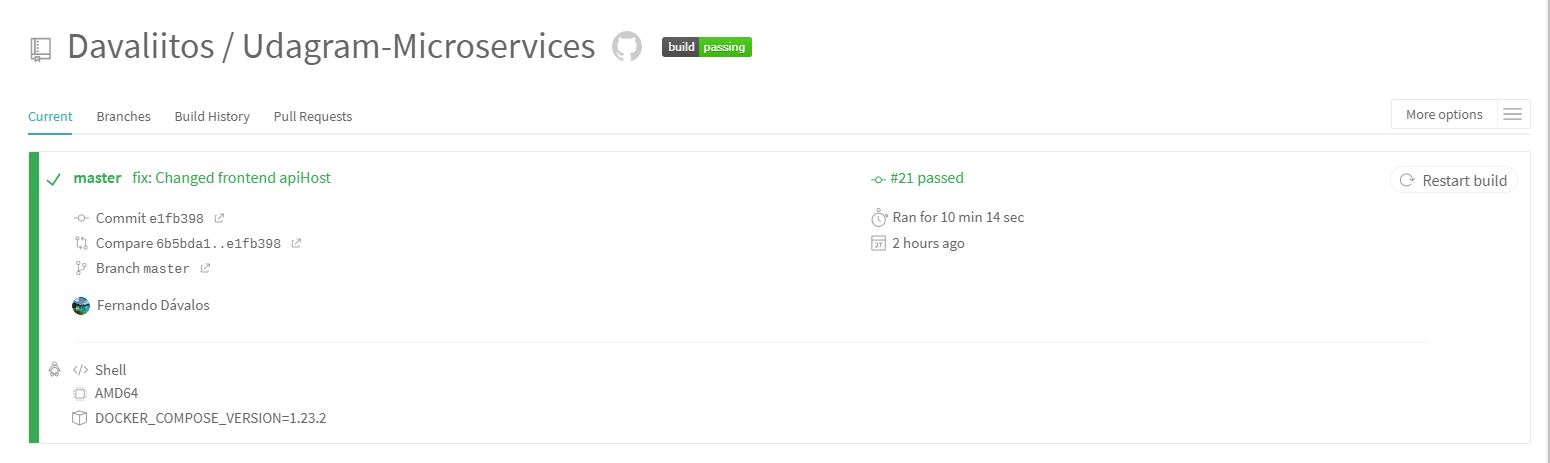 Davaliitos / Udagram-Microservices build passing
Current Branches Build History Pull Requests More options
master fix: Changed frontend apiHost #21 passed Restart build
Commit e1fb398 Ran for 10 min 14 sec
Compare 6b5bda1..e1fb398 2 hours ago
Branch master
Fernando Dávalos
</> Shell
AMD64
DOCKER_COMPOSE_VERSION=1.23.2